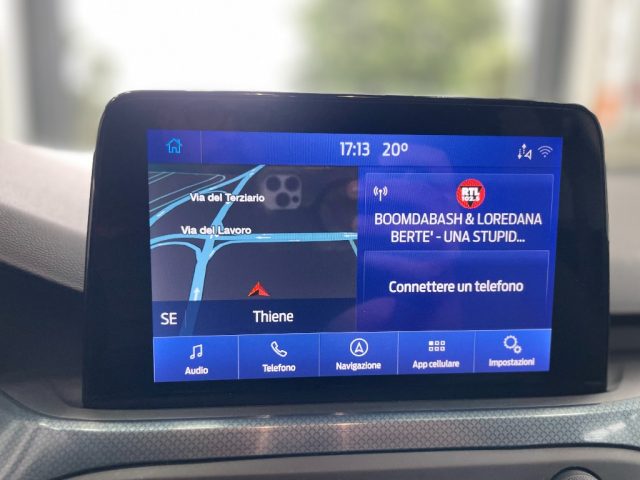 17:13 20°
Via del Terziario
Via del Lavoro
SE Thiene
RTL
102.5
BOOMDABASH & LOREDANA
BERTE' - UNA STUPID...
Connettere un telefono
Audio Telefono Navigazione App cellulare Impostazioni